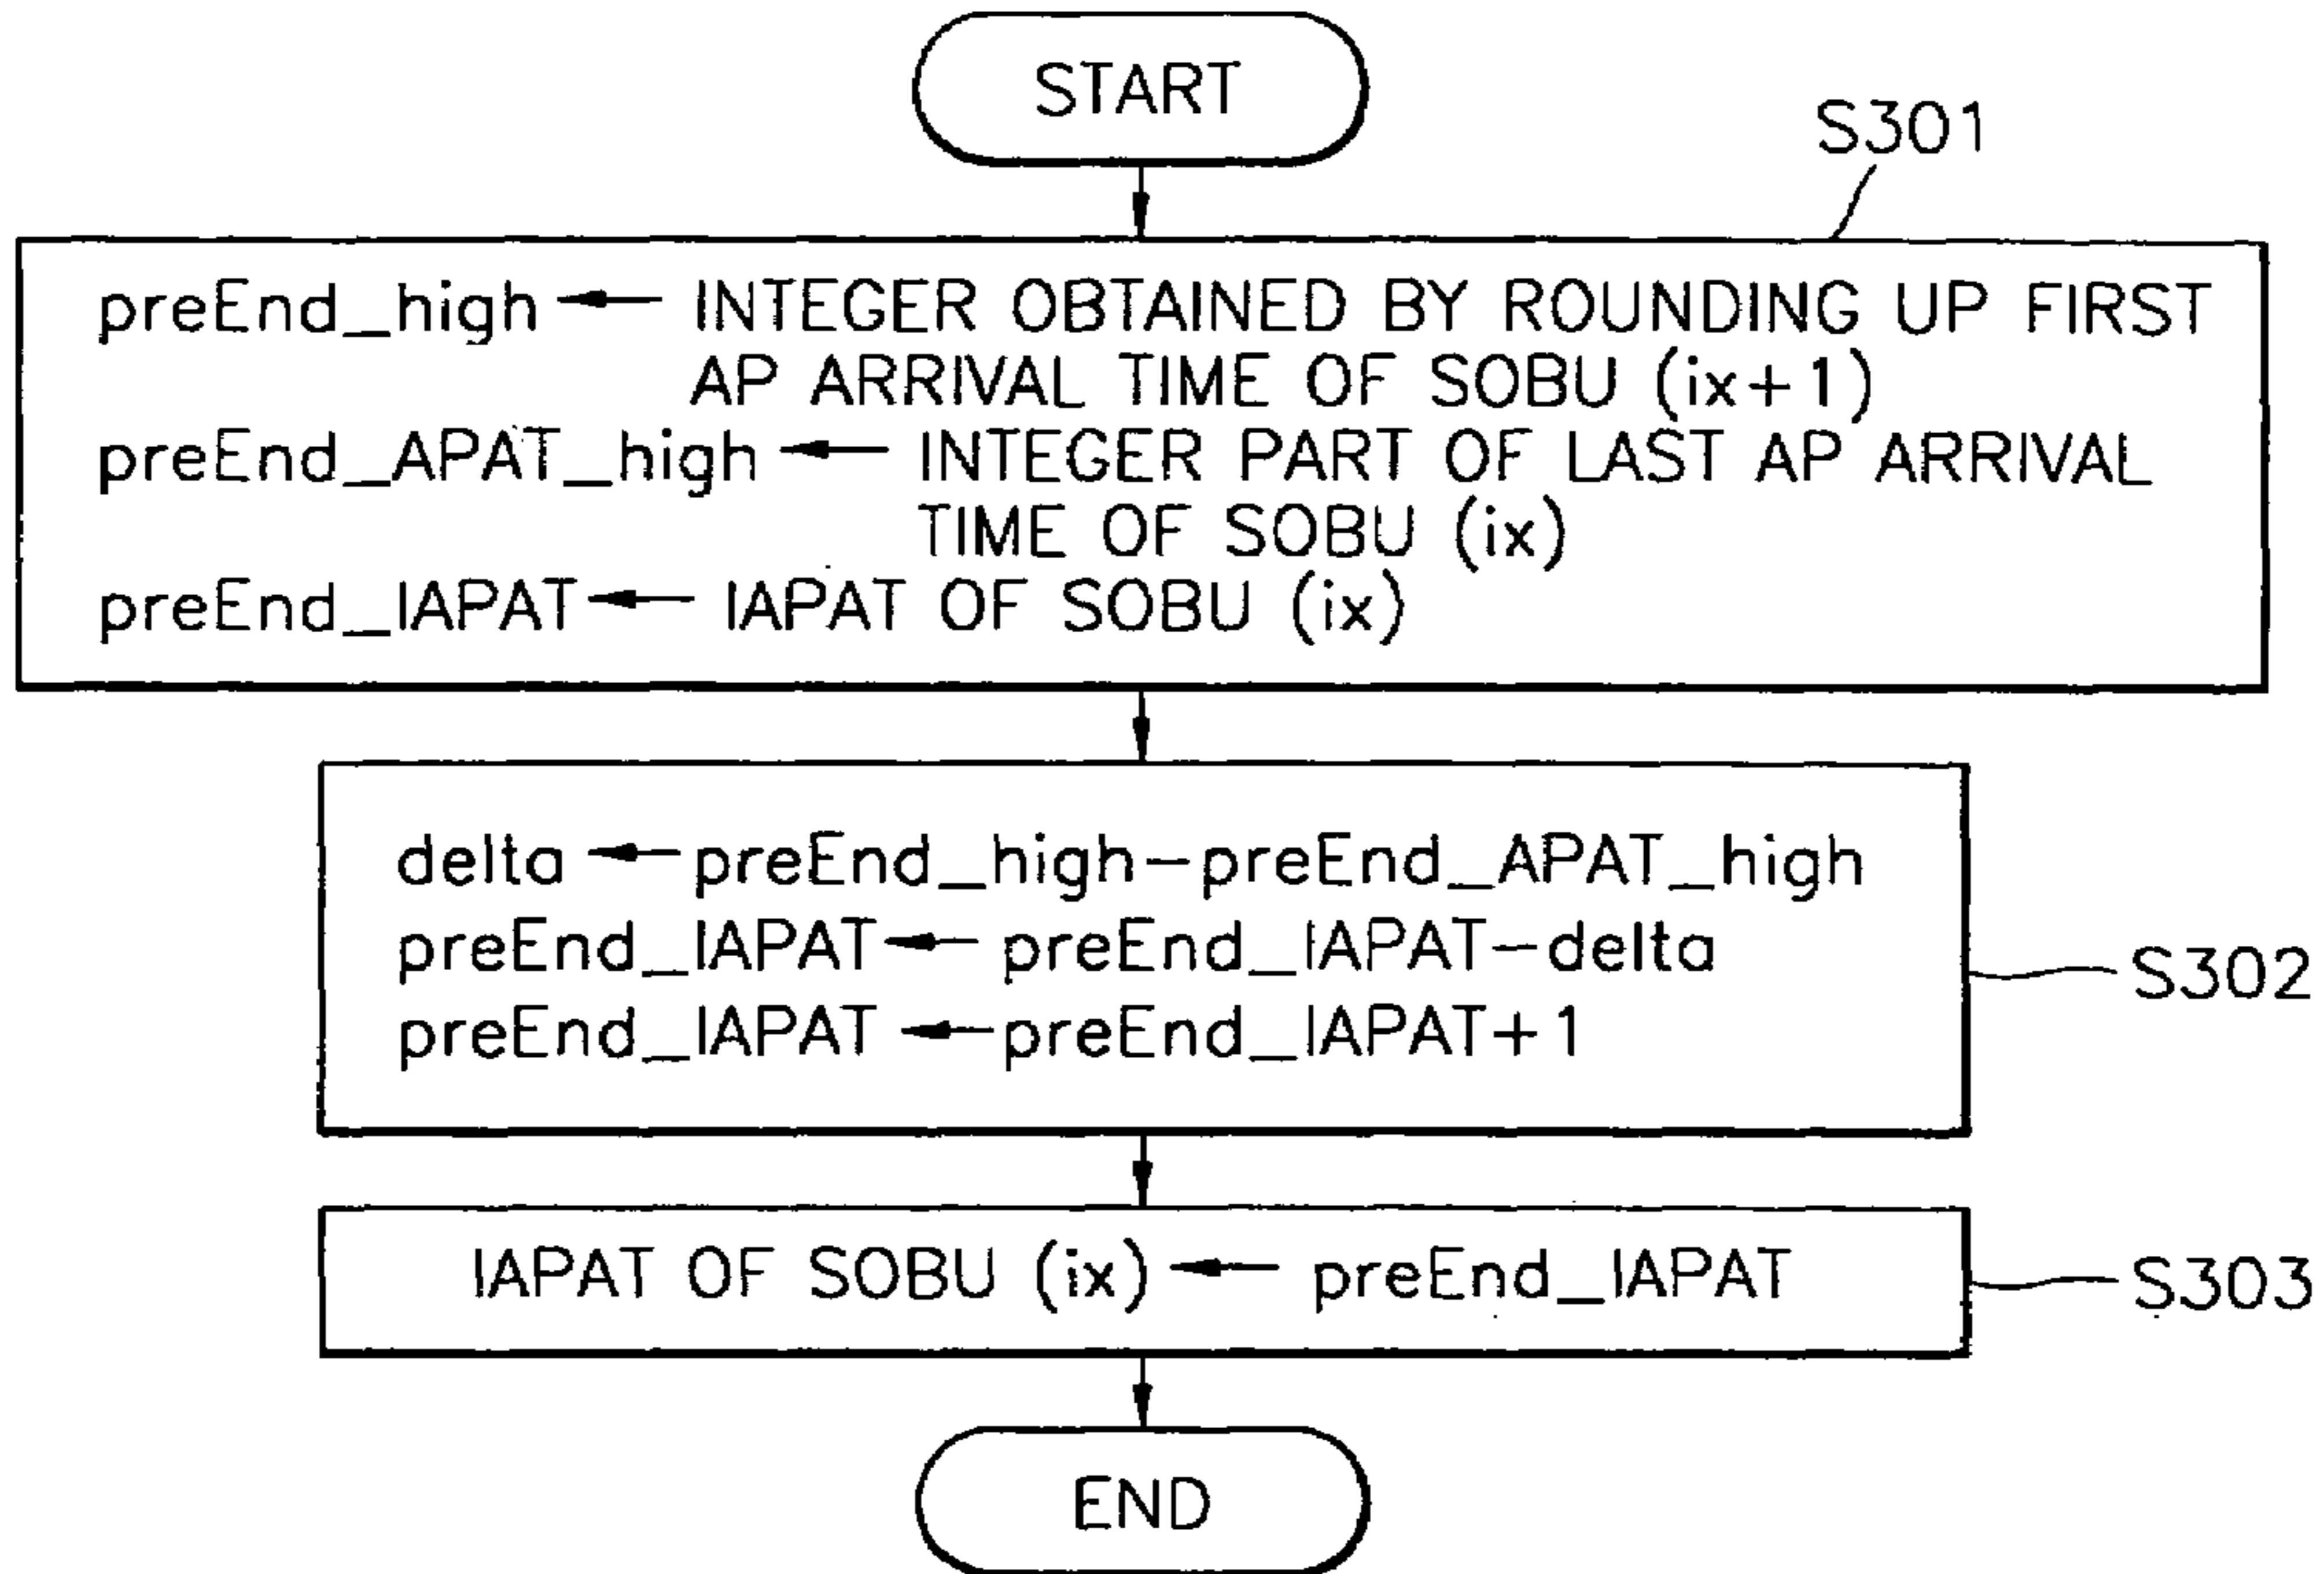 START
S301
preEnd_high ← INTEGER OBTAINED BY ROUNDING UP FIRST
AP ARRIVAL TIME OF SOBU (ix+1)
preEnd_APAT_high ← INTEGER PART OF LAST AP ARRIVAL
TIME OF SOBU (ix)
preEnd_IAPAT ← IAPAT OF SOBU (ix)
delta ← preEnd_high-preEnd_APAT_high
preEnd_IAPAT ← preEnd_IAPAT-delta
preEnd_IAPAT ← preEnd_IAPAT+1
S302
IAPAT OF SOBU (ix) ← preEnd_IAPAT
S303
END